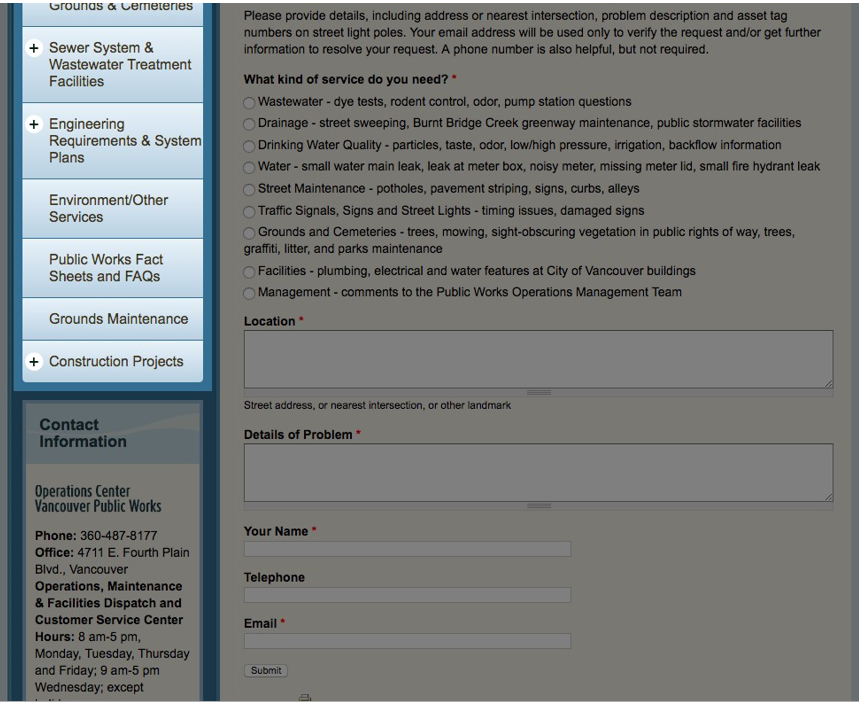 Grounds & Cemeteries
+ Sewer System &
Wastewater Treatment
Facilities
+ Engineering
Requirements & System
Plans
Environment/Other
Services
Public Works Fact
Sheets and FAQs
Grounds Maintenance
+ Construction Projects
Contact
Information
Operations Center
Vancouver Public Works
Phone: 360-487-8177
Office: 4711 E. Fourth Plain
Blvd., Vancouver
Operations, Maintenance
& Facilities Dispatch and
Customer Service Center
Hours: 8 am-5 pm,
Monday, Tuesday, Thursday
and Friday; 9 am-5 pm
Wednesday; except
Please provide details, including address or nearest intersection, problem description and asset tag
numbers on street light poles. Your email address will be used only to verify the request and/or get further
information to resolve your request. A phone number is also helpful, but not required.
What kind of service do you need? *
Wastewater - dye tests, rodent control, odor, pump station questions
Drainage - street sweeping, Burnt Bridge Creek greenway maintenance, public stormwater facilities
Drinking Water Quality - particles, taste, odor, low/high pressure, irrigation, backflow information
Water - small water main leak, leak at meter box, noisy meter, missing meter lid, small fire hydrant leak
Street Maintenance - potholes, pavement striping, signs, curbs, alleys
Traffic Signals, Signs and Street Lights - timing issues, damaged signs
Grounds and Cemeteries - trees, mowing, sight-obscuring vegetation in public rights of way, trees,
graffiti, litter, and parks maintenance
Facilities - plumbing, electrical and water features at City of Vancouver buildings
Management - comments to the Public Works Operations Management Team
Location *
Street address, or nearest intersection, or other landmark
Details of Problem *
Your Name *
Telephone
Email *
Submit